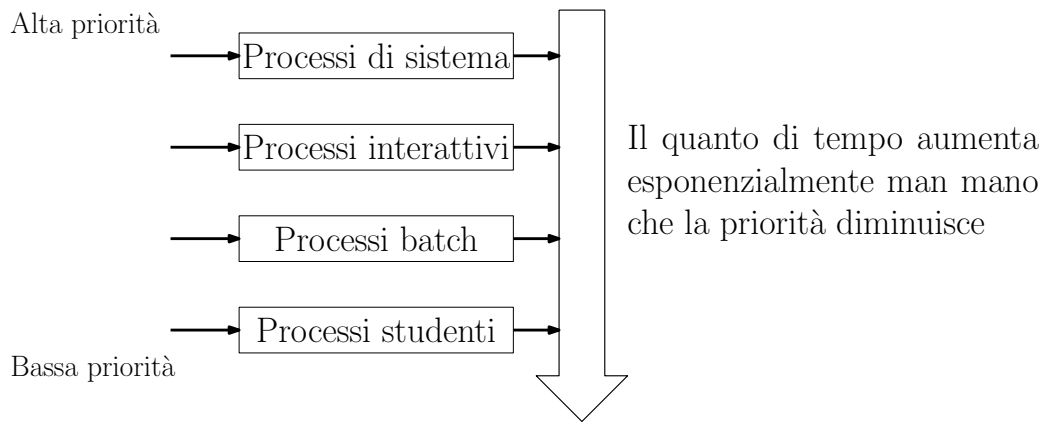 Alta priorità
Processi di sistema
Processi interattivi
Il quanto di tempo aumenta
esponenzialmente man mano
che la priorità diminuisce
Processi batch
Processi studenti
Bassa priorità